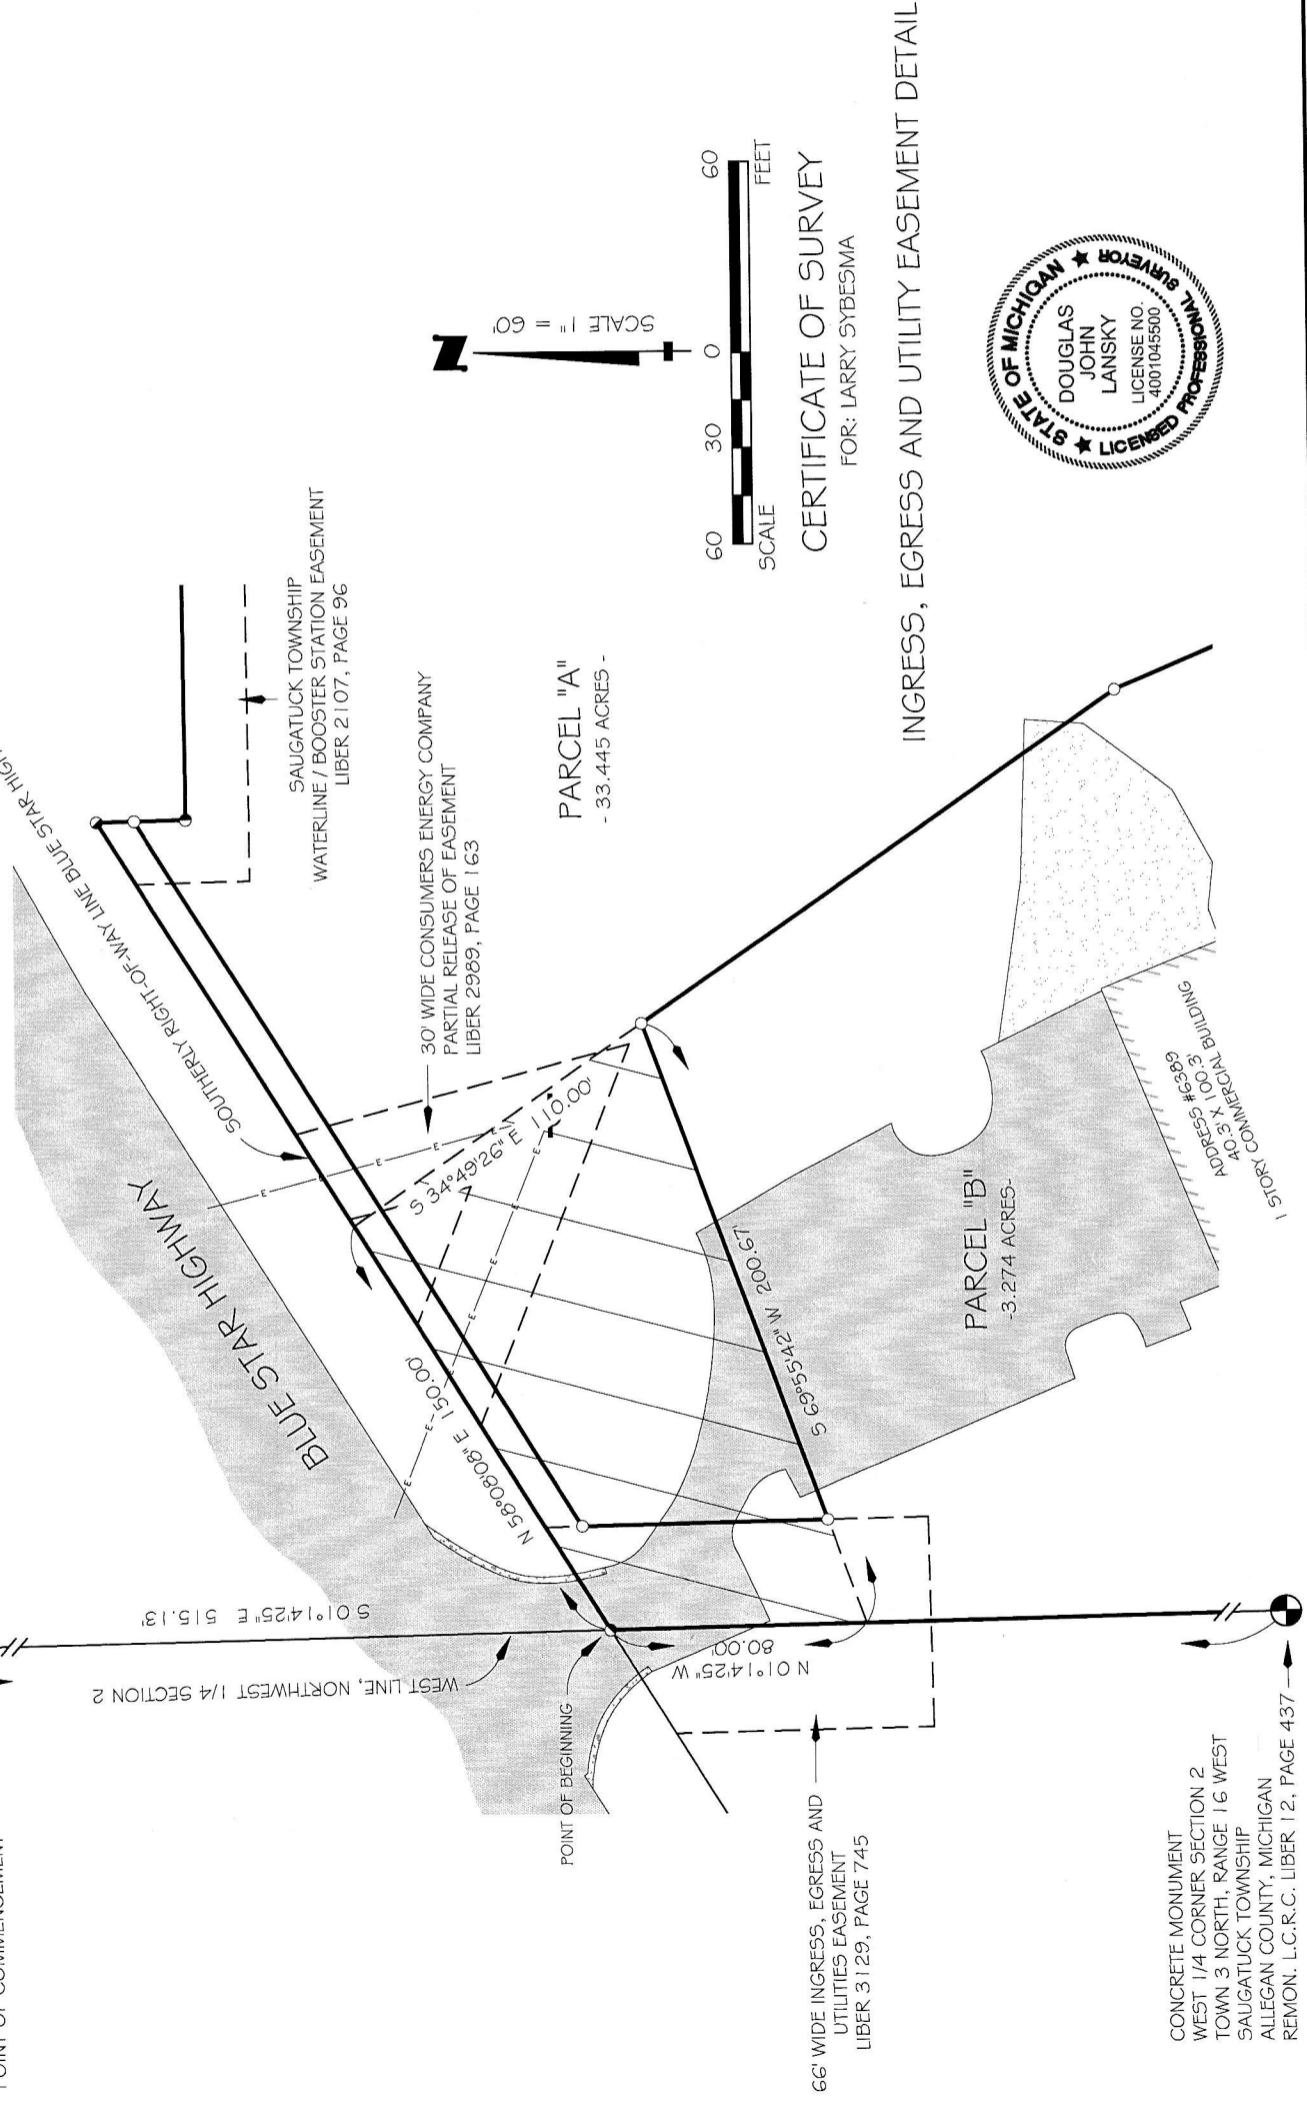 SOUTHERLY RIGHT-OF-WAY LINE BLUE STAR
SAUGATUCK TOWNSHIP
WATERLINE / BOOSTER STATION EASEMENT
LIBER 2107, PAGE 96
BLUE STAR HIGHWAY
30' WIDE CONSUMERS ENERGY COMPANY
PARTIAL RELEASE OF EASEMENT
LIBER 2989, PAGE 163
S 01°14'25" E 515.13'
WEST LINE, NORTHWEST 1/4 SECTION 2
POINT OF BEGINNING
N 58°08'08" E 150.00'
S 34°49'26" E 110.00'
E
E
E
E
E
E
E
E
E
N 01°14'25" W
80.00'
S 69°55'42" W 200.67'
PARCEL "A"
- 33.445 ACRES -
PARCEL "B"
-3.274 ACRES-
66' WIDE INGRESS, EGRESS AND
UTILITIES EASEMENT
LIBER 3129, PAGE 745
ADDRESS #6389
40.3' X 100.3'
1 STORY COMMERCIAL BUILDING
CONCRETE MONUMENT
WEST 1/4 CORNER SECTION 2
TOWN 3 NORTH, RANGE 16 WEST
SAUGATUCK TOWNSHIP
ALLEGAN COUNTY, MICHIGAN
REMON. L.C.R.C. LIBER 12, PAGE 437
N
SCALE 1" = 60'
60 30 0 60
SCALE FEET
CERTIFICATE OF SURVEY
FOR: LARRY SYBESMA
INGRESS, EGRESS AND UTILITY EASEMENT DETAIL
STATE OF MICHIGAN
DOUGLAS
JOHN
LANSKY
LICENSE NO.
4001045500
LICENSED PROFESSIONAL SURVEYOR